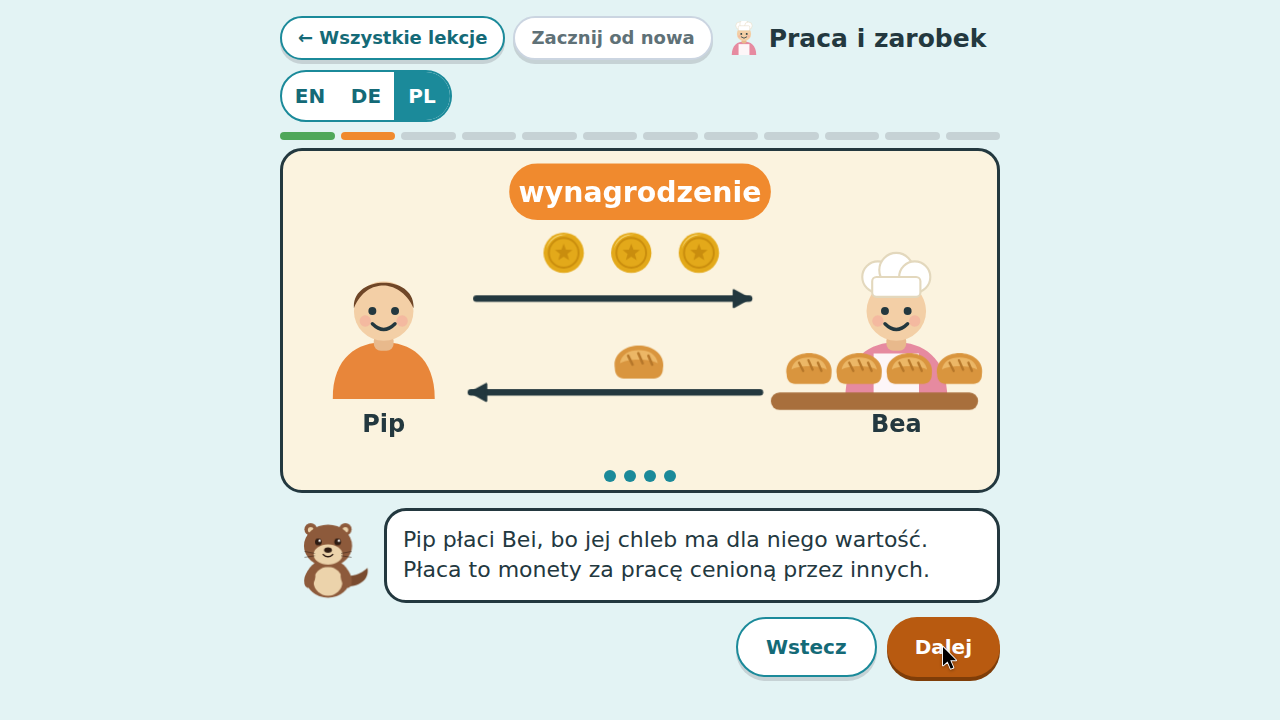 ← Wszystkie lekcje
Zacznij od nowa
Praca i zarobek
EN DE PL
wynagrodzenie
Pip
Bea
Pip płaci Bei, bo jej chleb ma dla niego wartość.
Płaca to monety za pracę cenioną przez innych.
Wstecz
Dalej